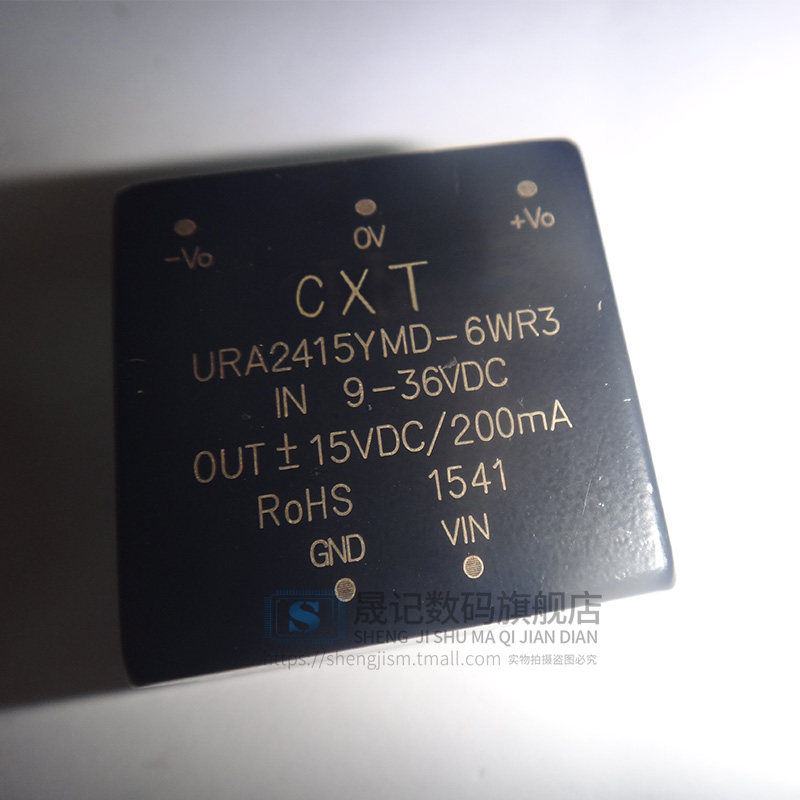 -Vo
0V
+Vo
CXT
URA2415YMD-6WR3
IN 9-36VDC
OUT ± 15VDC/200mA
RoHS 1541
GND VIN
S
晟记数码旗舰店
SHENG JI SHU MA QI JIAN DIAN
https://shengjism.tmall.com 实物拍摄盗图必究